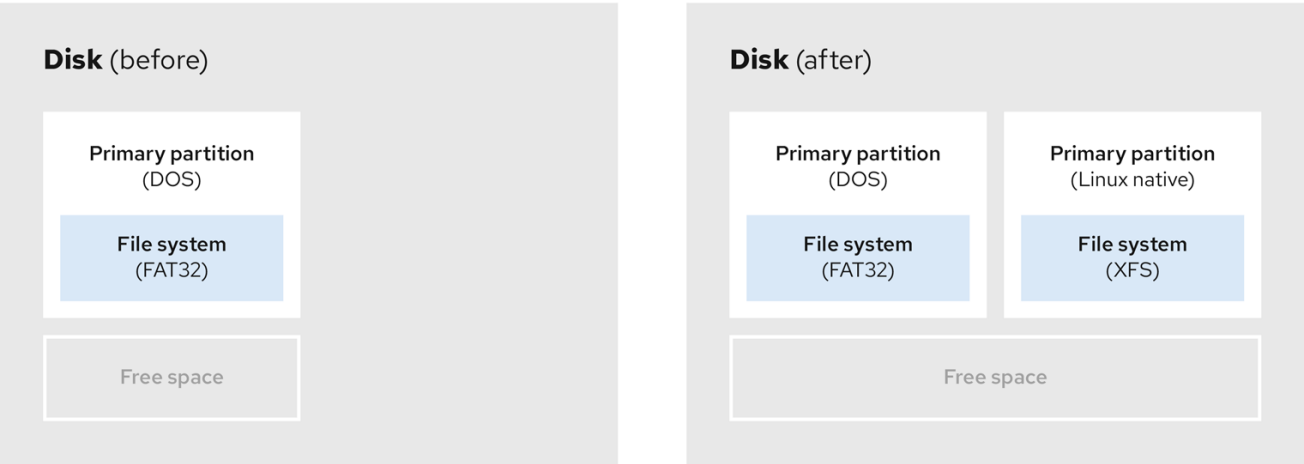 Disk (before)
Primary partition
(DOS)
File system
(FAT32)
Free space
Disk (after)
Primary partition
(DOS)
File system
(FAT32)
Primary partition
(Linux native)
File system
(XFS)
Free space